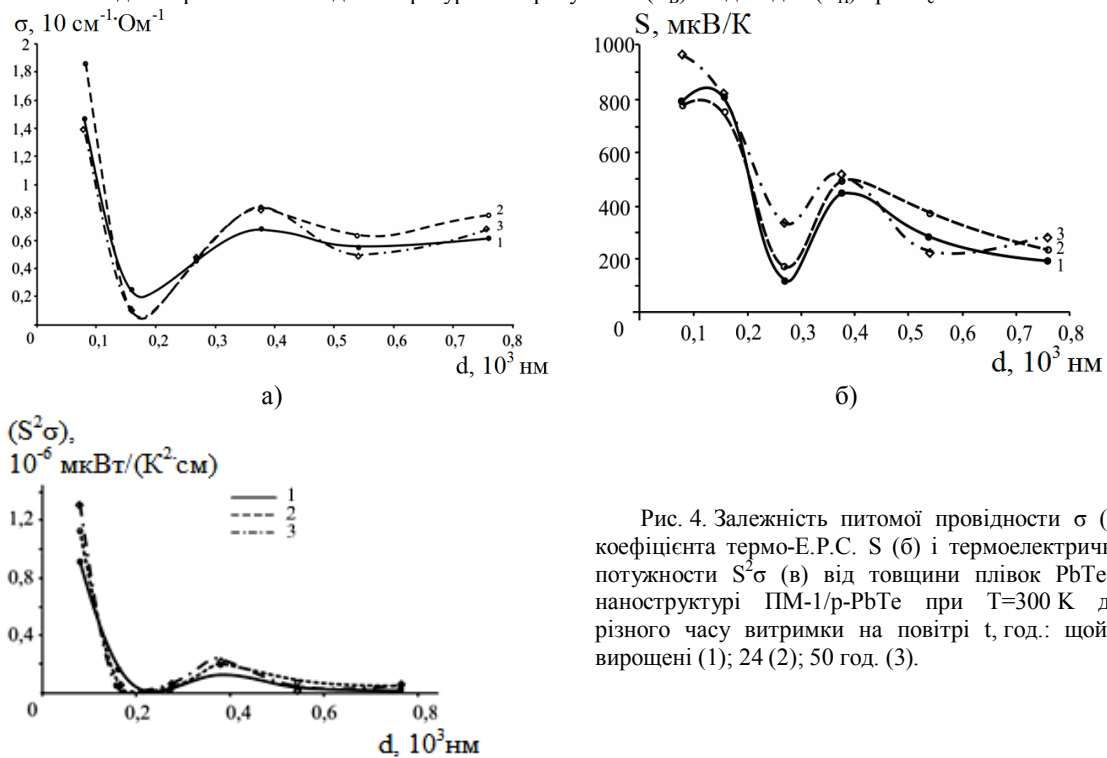 σ, 10 см⁻¹·Ом⁻¹
2
1,8
1,6
1,4
1,2
1
0,8
0,6
0,4
0,2
0
0,1 0,2 0,3 0,4 0,5 0,6 0,7 0,8
2
3
1
d, 10³ нм
а)
S, мкВ/К
1000
800
600
400
200
0
0,1 0,2 0,3 0,4 0,5 0,6 0,7 0,8
3
2
1
d, 10³ нм
б)
(S²σ),
10⁻⁶ мкВт/(К²·см)
1,2
0,8
0,4
0
0,2 0,4 0,6 0,8
1
2
3
d, 10³нм
Рис. 4. Залежність питомої провідности σ (
коефіцієнта термо-Е.Р.С. S (б) і термоелектричн
потужности S²σ (в) від товщини плівок PbTe
наноструктурі ПМ-1/p-PbTe при T=300 K д
різного часу витримки на повітрі t, год.: щой
вирощені (1); 24 (2); 50 год. (3).